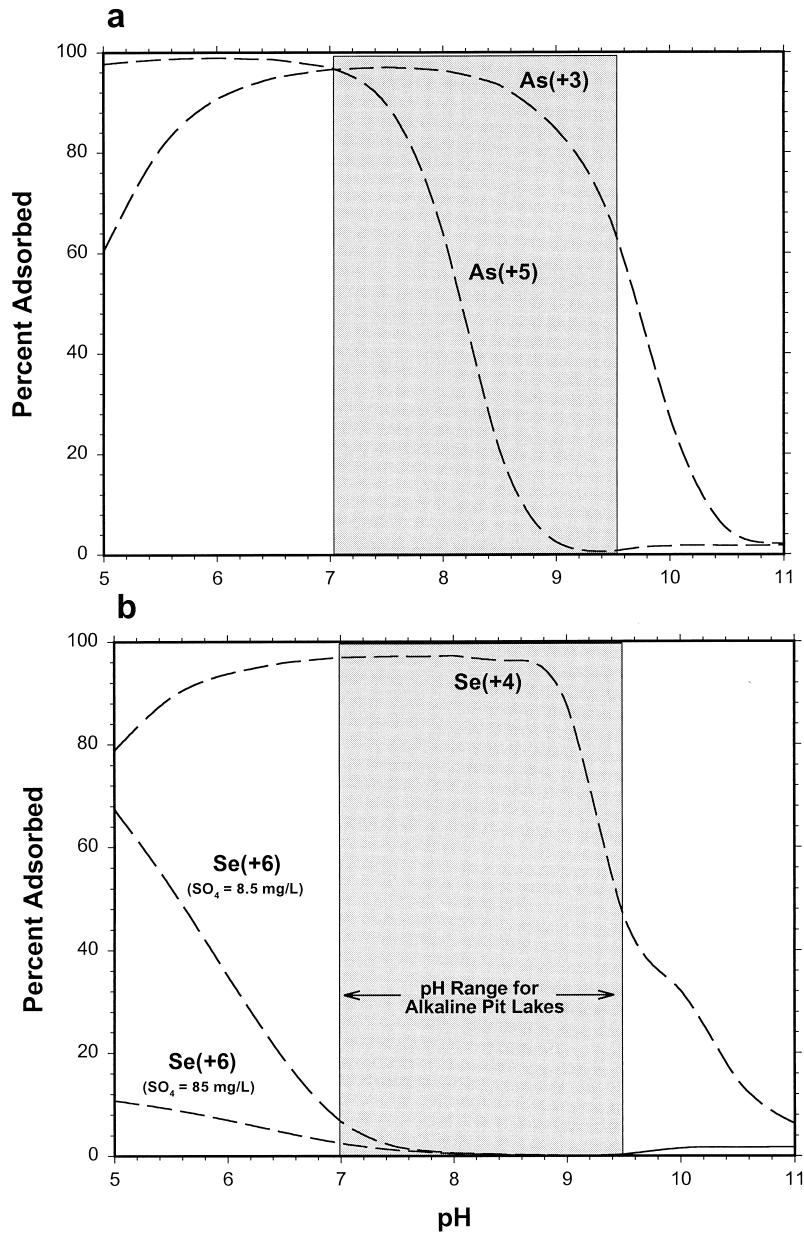 a
100
80
60
40
20
0
Percent Adsorbed
As(+3)
As(+5)
5 6 7 8 9 10 11
b
100
80
60
40
20
0
Percent Adsorbed
Se(+4)
Se(+6)
(SO₄ = 8.5 mg/L)
pH Range for
Alkaline Pit Lakes
Se(+6)
(SO₄ = 85 mg/L)
5 6 7 8 9 10 11
pH